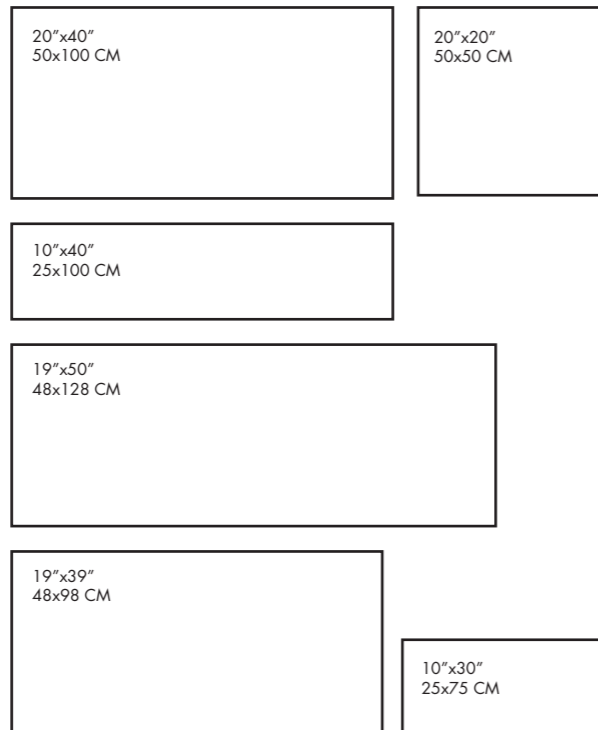 20”x40”
50x100 CM
20”x20”
50x50 CM
10”x40”
25x100 CM
19”x50”
48x128 CM
19”x39”
48x98 CM
10”x30”
25x75 CM